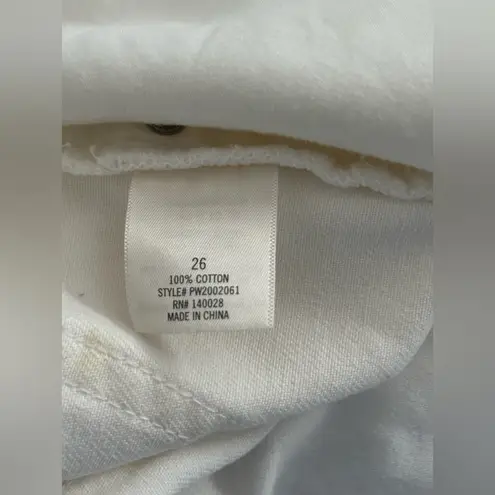 26
100% COTTON
STYLE# PW2002061
RN# 140028
MADE IN CHINA